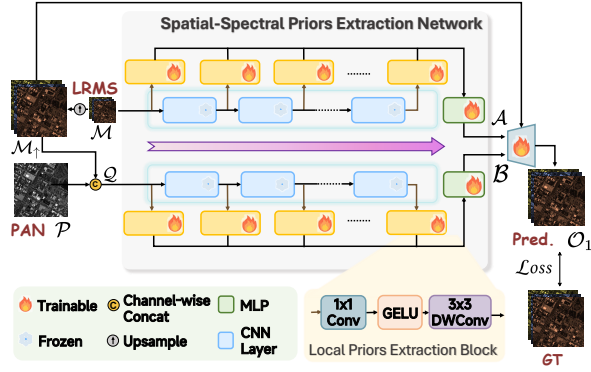 Spatial-Spectral Priors Extraction Network
LRMS
ℳ
ℳ↑
𝒬
C
PAN 𝒫
𝒜
ℬ
Pred. 𝒪₁
ℒoss
GT
1x1 Conv
GELU
3x3 DWConv
Local Priors Extraction Block
Trainable
Channel-wise Concat
MLP
Frozen
Upsample
CNN Layer